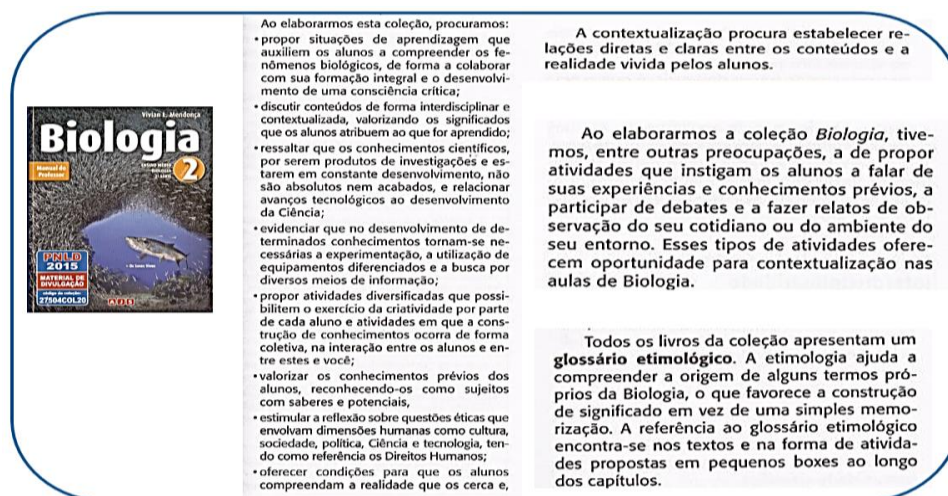 Vivian L. Mendonça
Biologia
Manual do
Professor
ENSINO MÉDIO
BIOLOGIA
2
PNLD
2015
MATERIAL DE
DIVULGAÇÃO
27504COL20
AJS
Ao elaborarmos esta coleção, procuramos:
• propor situações de aprendizagem que
auxiliem os alunos a compreender os fe-
nômenos biológicos, de forma a colaborar
com sua formação integral e o desenvolvi-
mento de uma consciência crítica;
• discutir conteúdos de forma interdisciplinar e
contextualizada, valorizando os significados
que os alunos atribuem ao que for aprendido;
• ressaltar que os conhecimentos científicos,
por serem produtos de investigações e es-
tarem em constante desenvolvimento, não
são absolutos nem acabados, e relacionar
avanços tecnológicos ao desenvolvimento
da Ciência;
• evidenciar que no desenvolvimento de de-
terminados conhecimentos tornam-se ne-
cessárias a experimentação, a utilização de
equipamentos diferenciados e a busca por
diversos meios de informação;
• propor atividades diversificadas que possi-
bilitem o exercício da criatividade por parte
de cada aluno e atividades em que a cons-
trução de conhecimentos ocorra de forma
coletiva, na interação entre os alunos e en-
tre estes e você;
• valorizar os conhecimentos prévios dos
alunos, reconhecendo-os como sujeitos
com saberes e potenciais,
• estimular a reflexão sobre questões éticas que
envolvam dimensões humanas como cultura,
sociedade, política, Ciência e tecnologia, ten-
do como referência os Direitos Humanos;
• oferecer condições para que os alunos
compreendam a realidade que os cerca e,
A contextualização procura estabelecer re-
lações diretas e claras entre os conteúdos e a
realidade vivida pelos alunos.
Ao elaborarmos a coleção Biologia, tive-
mos, entre outras preocupações, a de propor
atividades que instigam os alunos a falar de
suas experiências e conhecimentos prévios, a
participar de debates e a fazer relatos de ob-
servação do seu cotidiano ou do ambiente do
seu entorno. Esses tipos de atividades ofere-
cem oportunidade para contextualização nas
aulas de Biologia.
Todos os livros da coleção apresentam um
glossário etimológico. A etimologia ajuda a
compreender a origem de alguns termos pró-
prios da Biologia, o que favorece a construção
de significado em vez de uma simples memo-
rização. A referência ao glossário etimológico
encontra-se nos textos e na forma de ativida-
des propostas em pequenos boxes ao longo
dos capítulos.